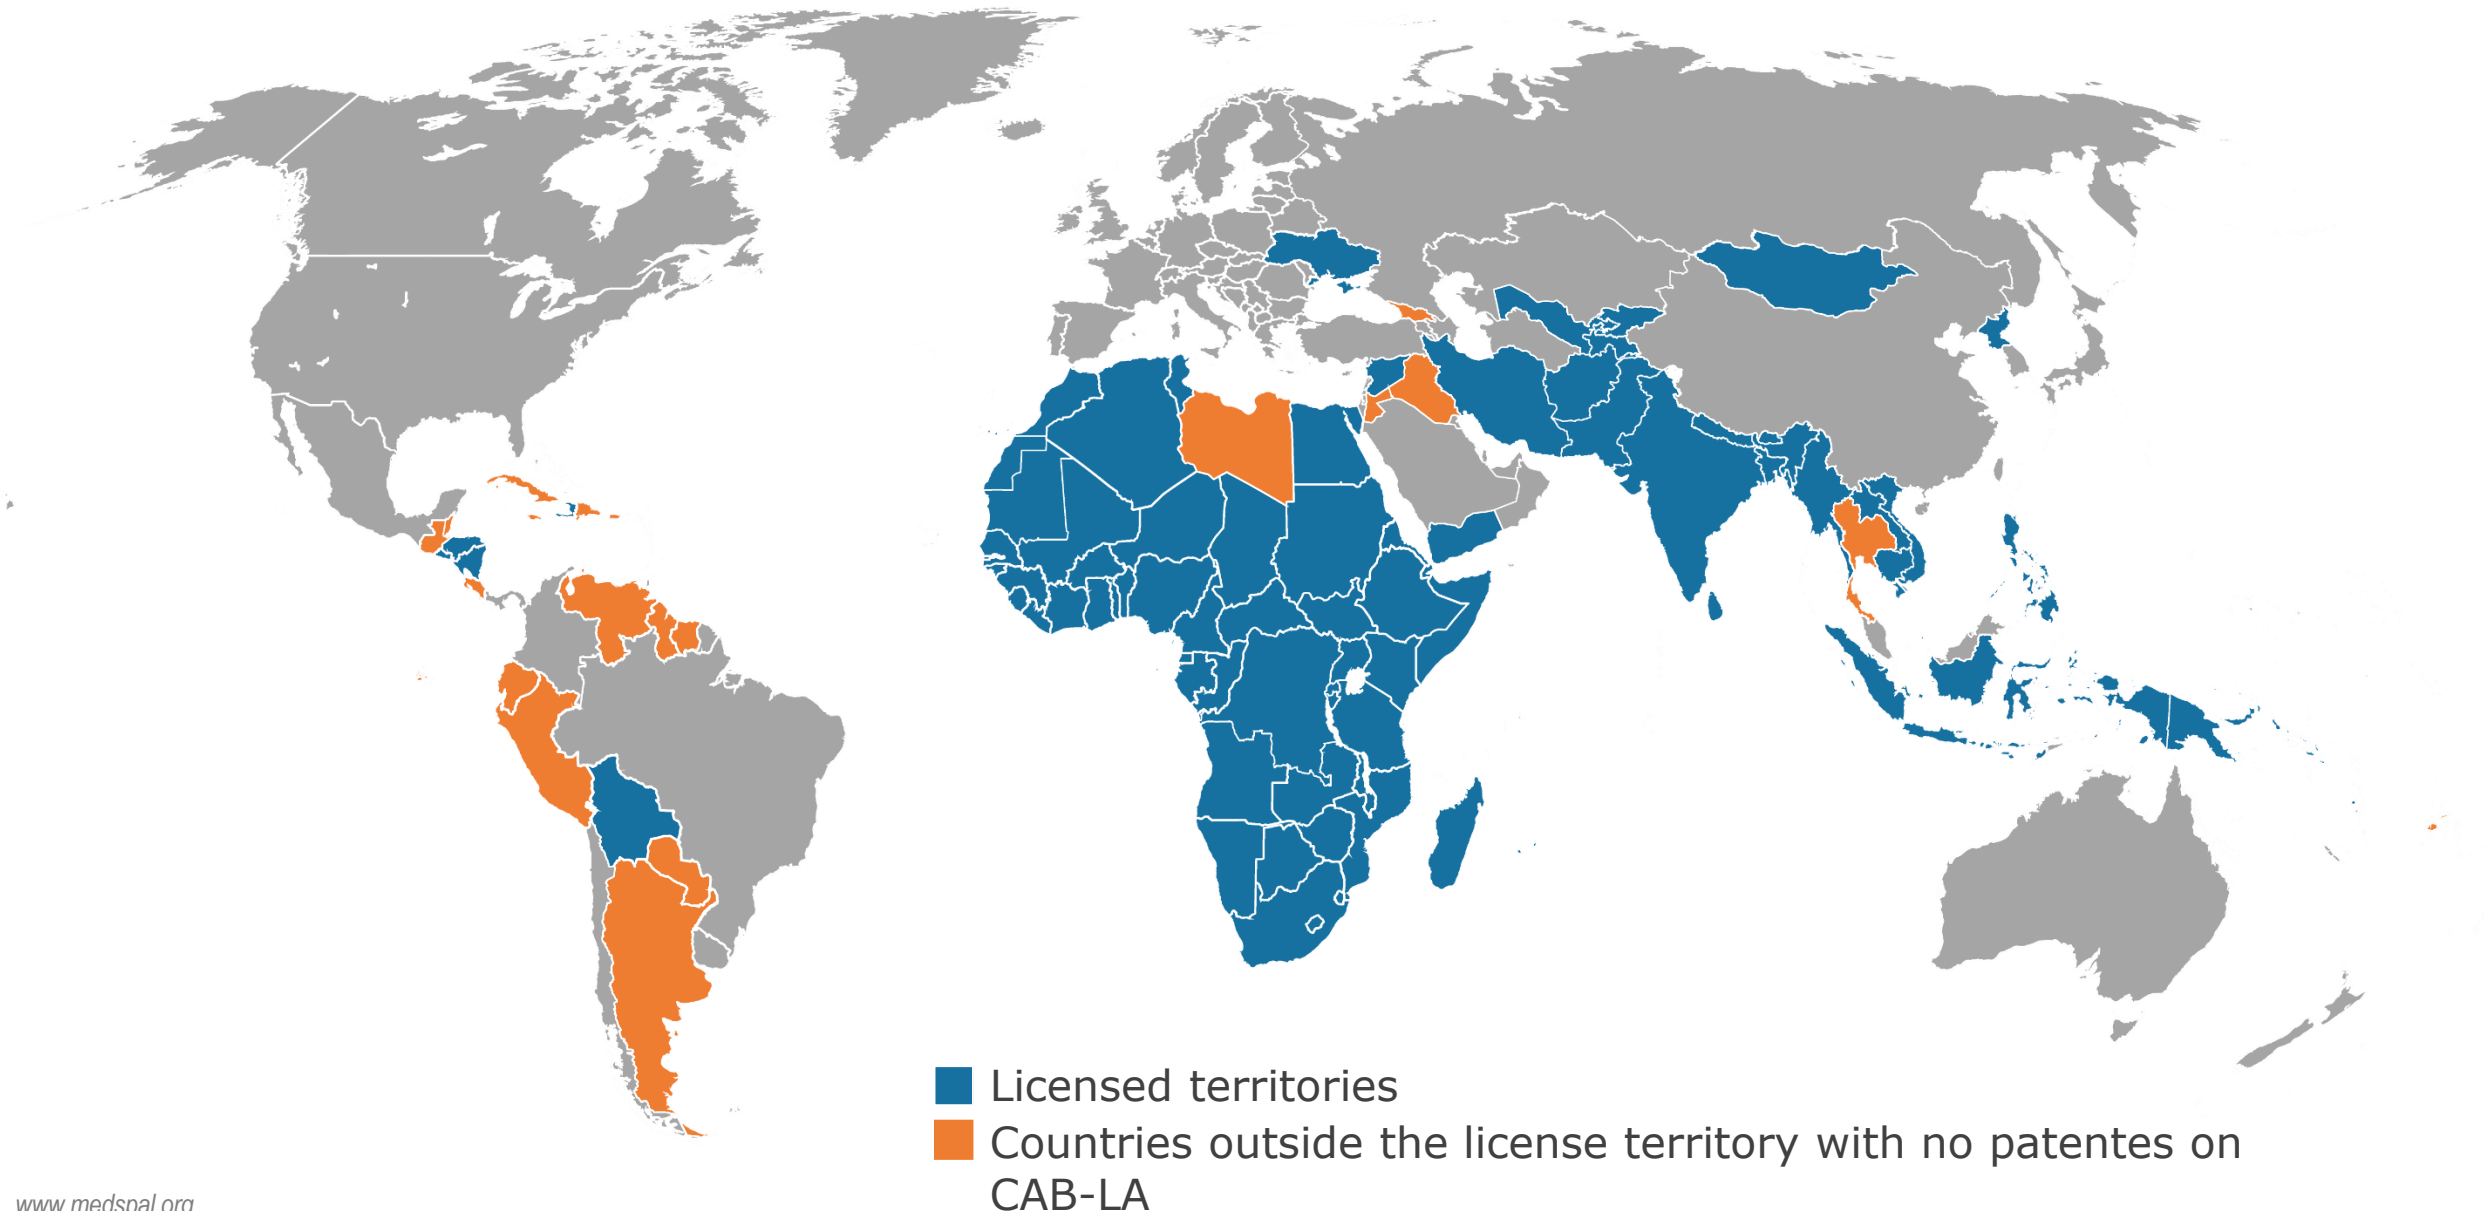 Licensed territories
Countries outside the license territory with no patentes on
CAB-LA
www.medspal.org